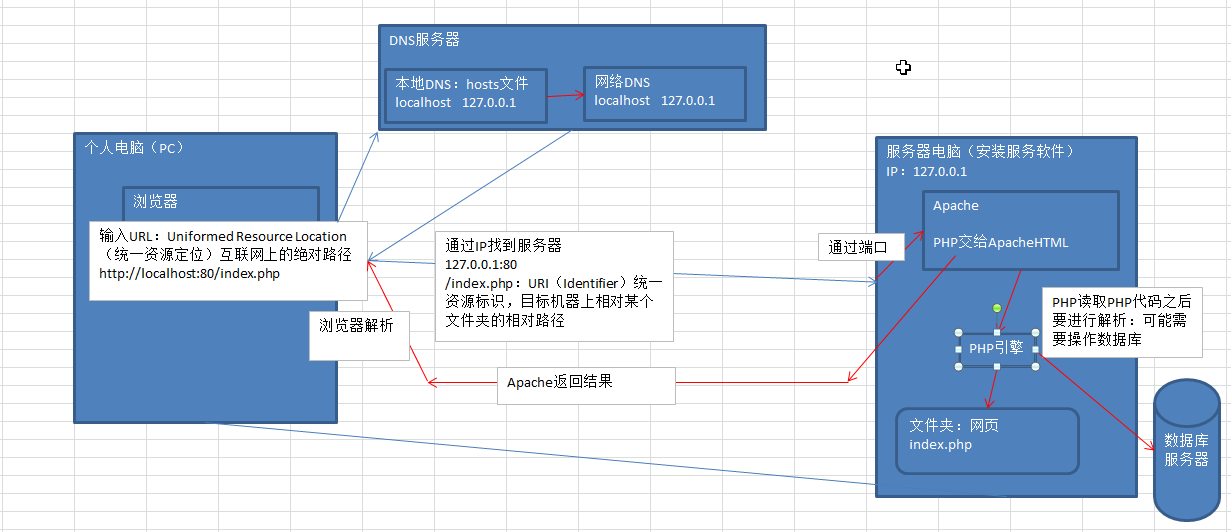 DNS服务器
本地DNS：hosts文件
localhost 127.0.0.1
网络DNS
localhost 127.0.0.1
个人电脑（PC）
浏览器
输入URL：Uniformed Resource Location
（统一资源定位）互联网上的绝对路径
http://localhost:80/index.php
浏览器解析
通过IP找到服务器
127.0.0.1:80
/index.php：URI（Identifier）统一
资源标识，目标机器上相对某个
文件夹的相对路径
Apache返回结果
通过端口
服务器电脑（安装服务软件）
IP：127.0.0.1
Apache
PHP交给ApacheHTML
PHP引擎
PHP读取PHP代码之后
要进行解析：可能需
要操作数据库
文件夹：网页
index.php
数据库
服务器